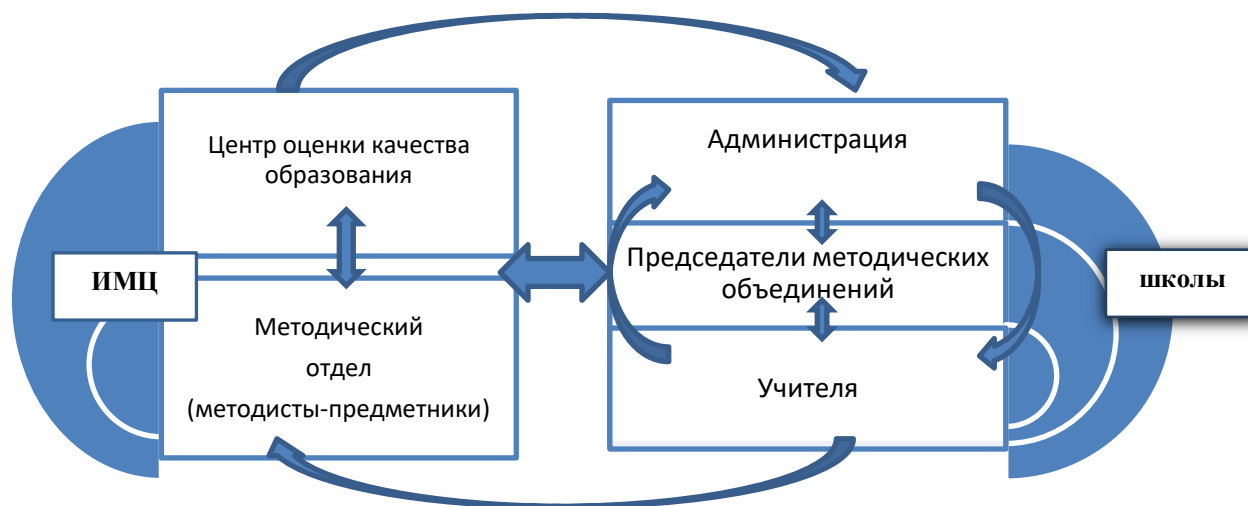 Центр оценки качества
образования
ИМЦ
Методический
отдел
(методисты-предметники)
Администрация
Председатели методических
объединений
Учителя
школы